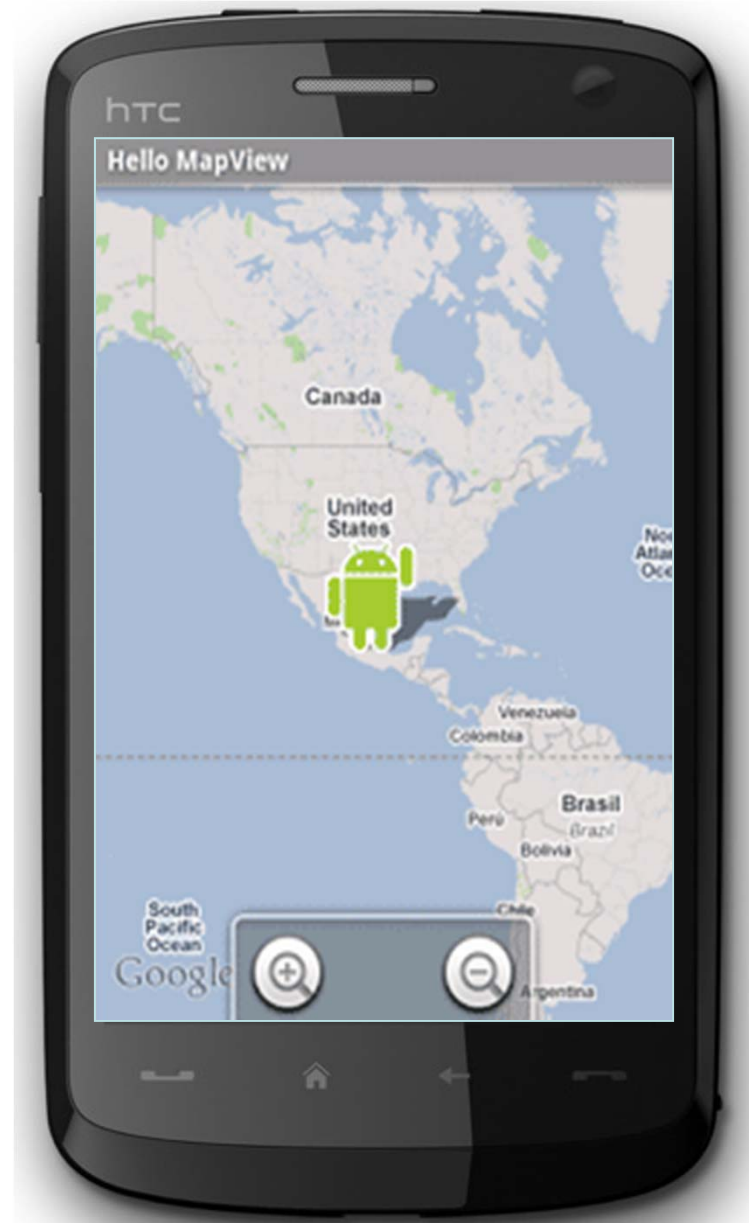 hTC
Hello MapView
Canada
United
States
Venezuela
Colombia
Perú
Brasil
Brazil
Bolivia
Chile
South
Pacific
Ocean
Google
Argentina